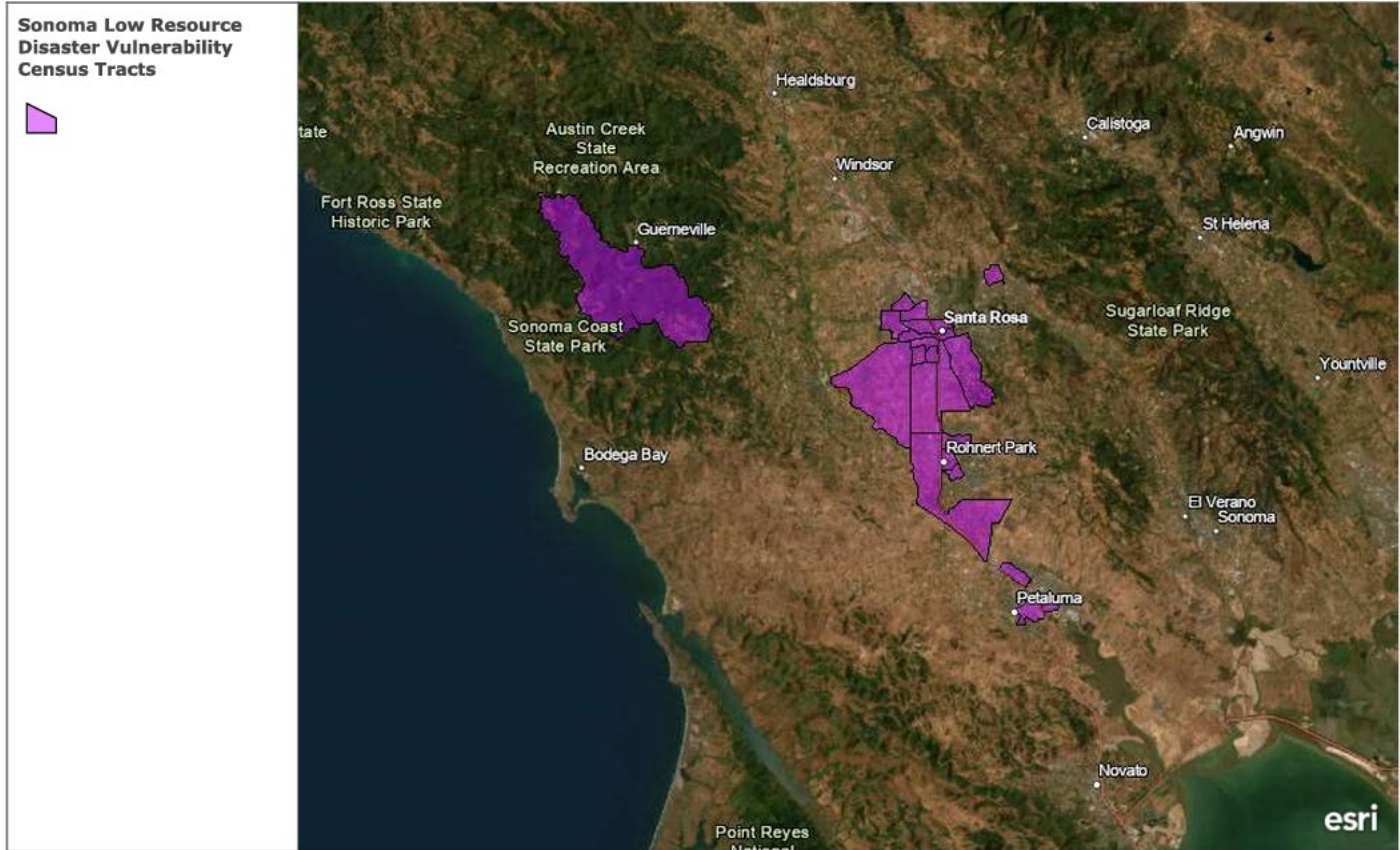 Sonoma Low Resource
Disaster Vulnerability
Census Tracts
Healdsburg
tate
Austin Creek
State
Recreation Area
Calistoga
Angwin
Windsor
Fort Ross State
Historic Park
Guerneville
St Helena
Santa Rosa
Sugarloaf Ridge
State Park
Sonoma Coast
State Park
Yountville
Rohnert Park
Bodega Bay
El Verano
Sonoma
Petaluma
Novato
esri
Point Reyes
National